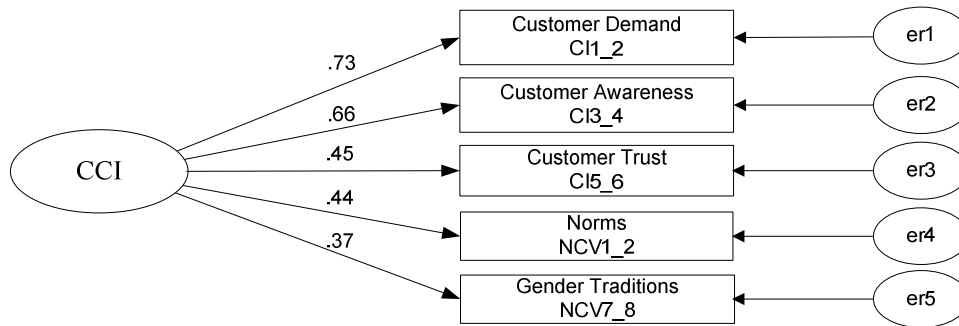 Customer Demand
CI1_2
er1
.73
Customer Awareness
CI3_4
er2
.66
CCI
Customer Trust
CI5_6
er3
.45
Norms
NCV1_2
er4
.44
Gender Traditions
NCV7_8
er5
.37